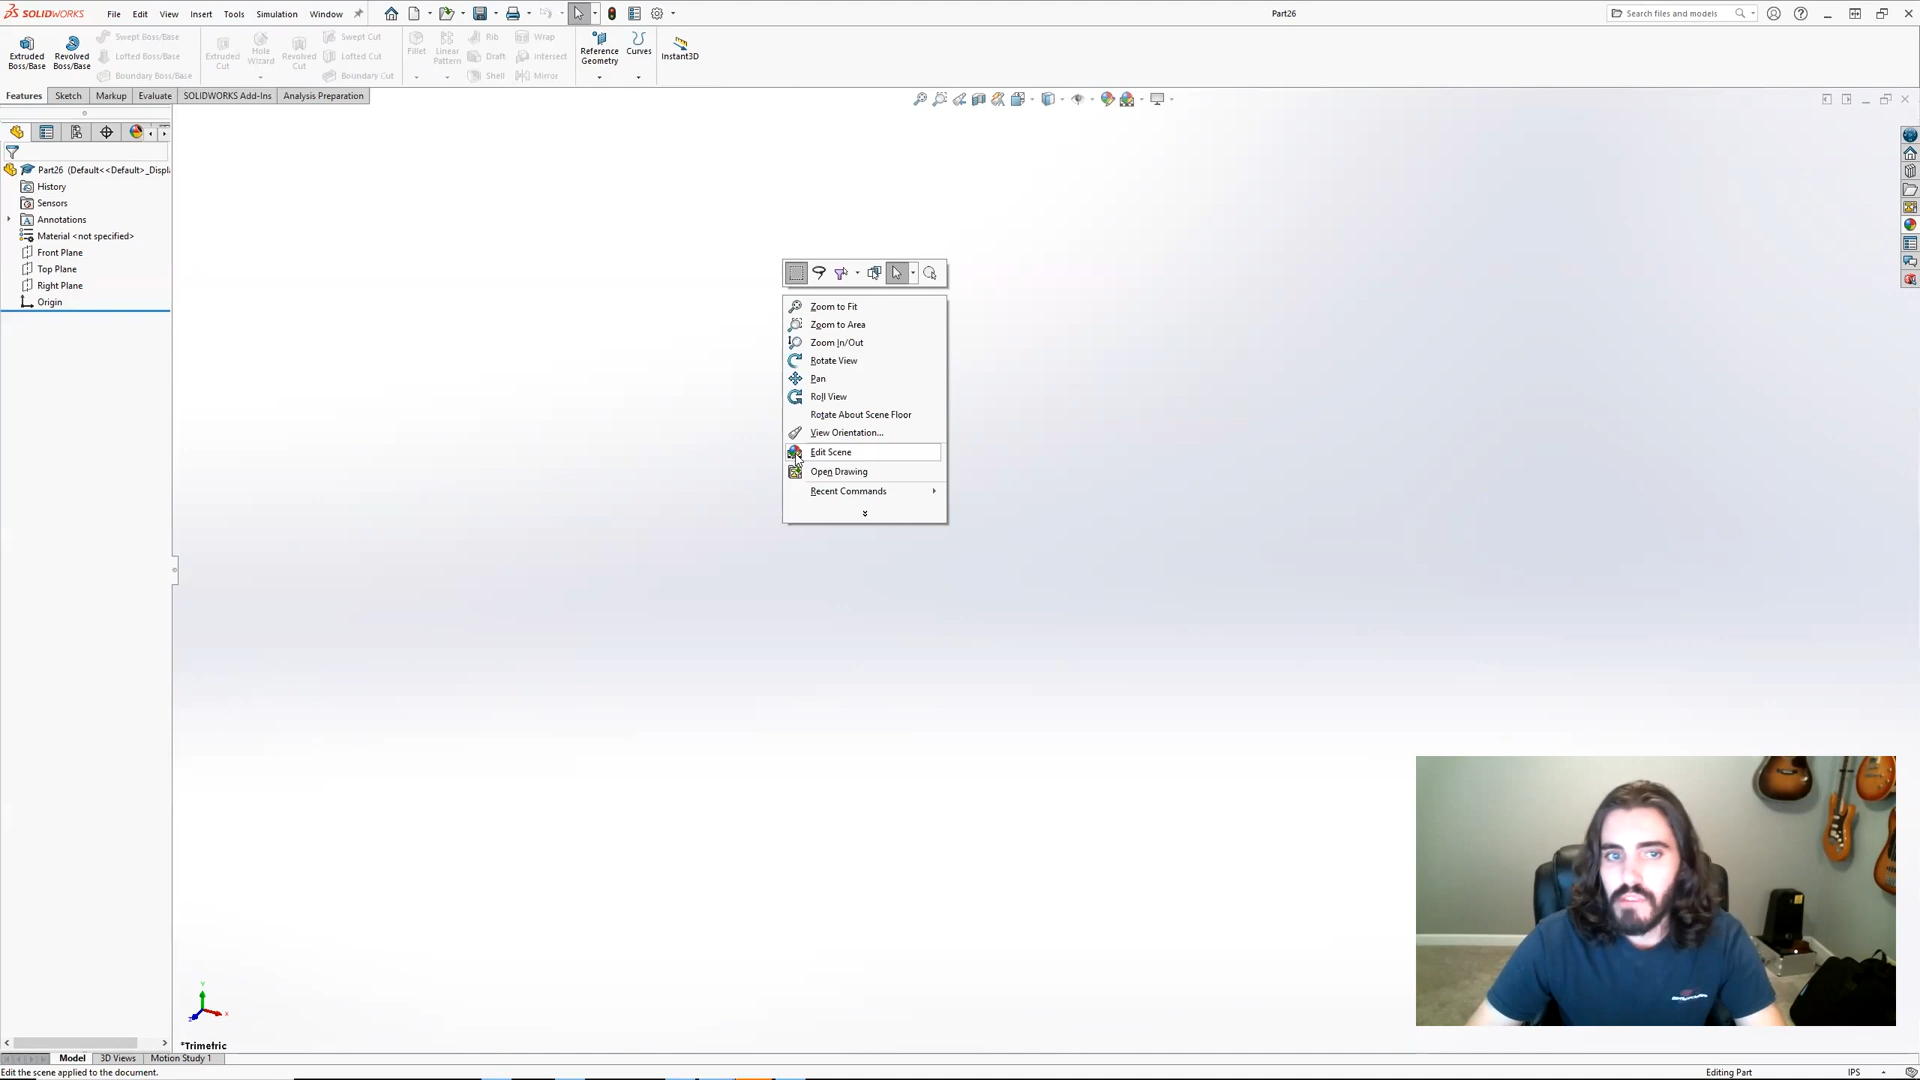 SOLIDWORKS File Edit View Insert Tools Simulation Window Part26 Search files and models
Extruded Boss/Base
Revolved Boss/Base
Swept Boss/Base
Lofted Boss/Base
Boundary Boss/Base
Extruded Cut
Hole Wizard
Revolved Cut
Swept Cut
Lofted Cut
Boundary Cut
Fillet
Linear Pattern
Rib
Draft
Shell
Wrap
Intersect
Mirror
Reference Geometry
Curves
Instant3D
Features Sketch Markup Evaluate SOLIDWORKS Add-Ins Analysis Preparation
Part26 (Default<<Default>_Displ
History
Sensors
Annotations
Material <not specified>
Front Plane
Top Plane
Right Plane
Origin
Zoom to Fit
Zoom to Area
Zoom In/Out
Rotate View
Pan
Roll View
Rotate About Scene Floor
View Orientation...
Edit Scene
Open Drawing
Recent Commands
Y
X
Z
*Trimetric
Model 3D Views Motion Study 1
Edit the scene applied to the document. Editing Part IPS